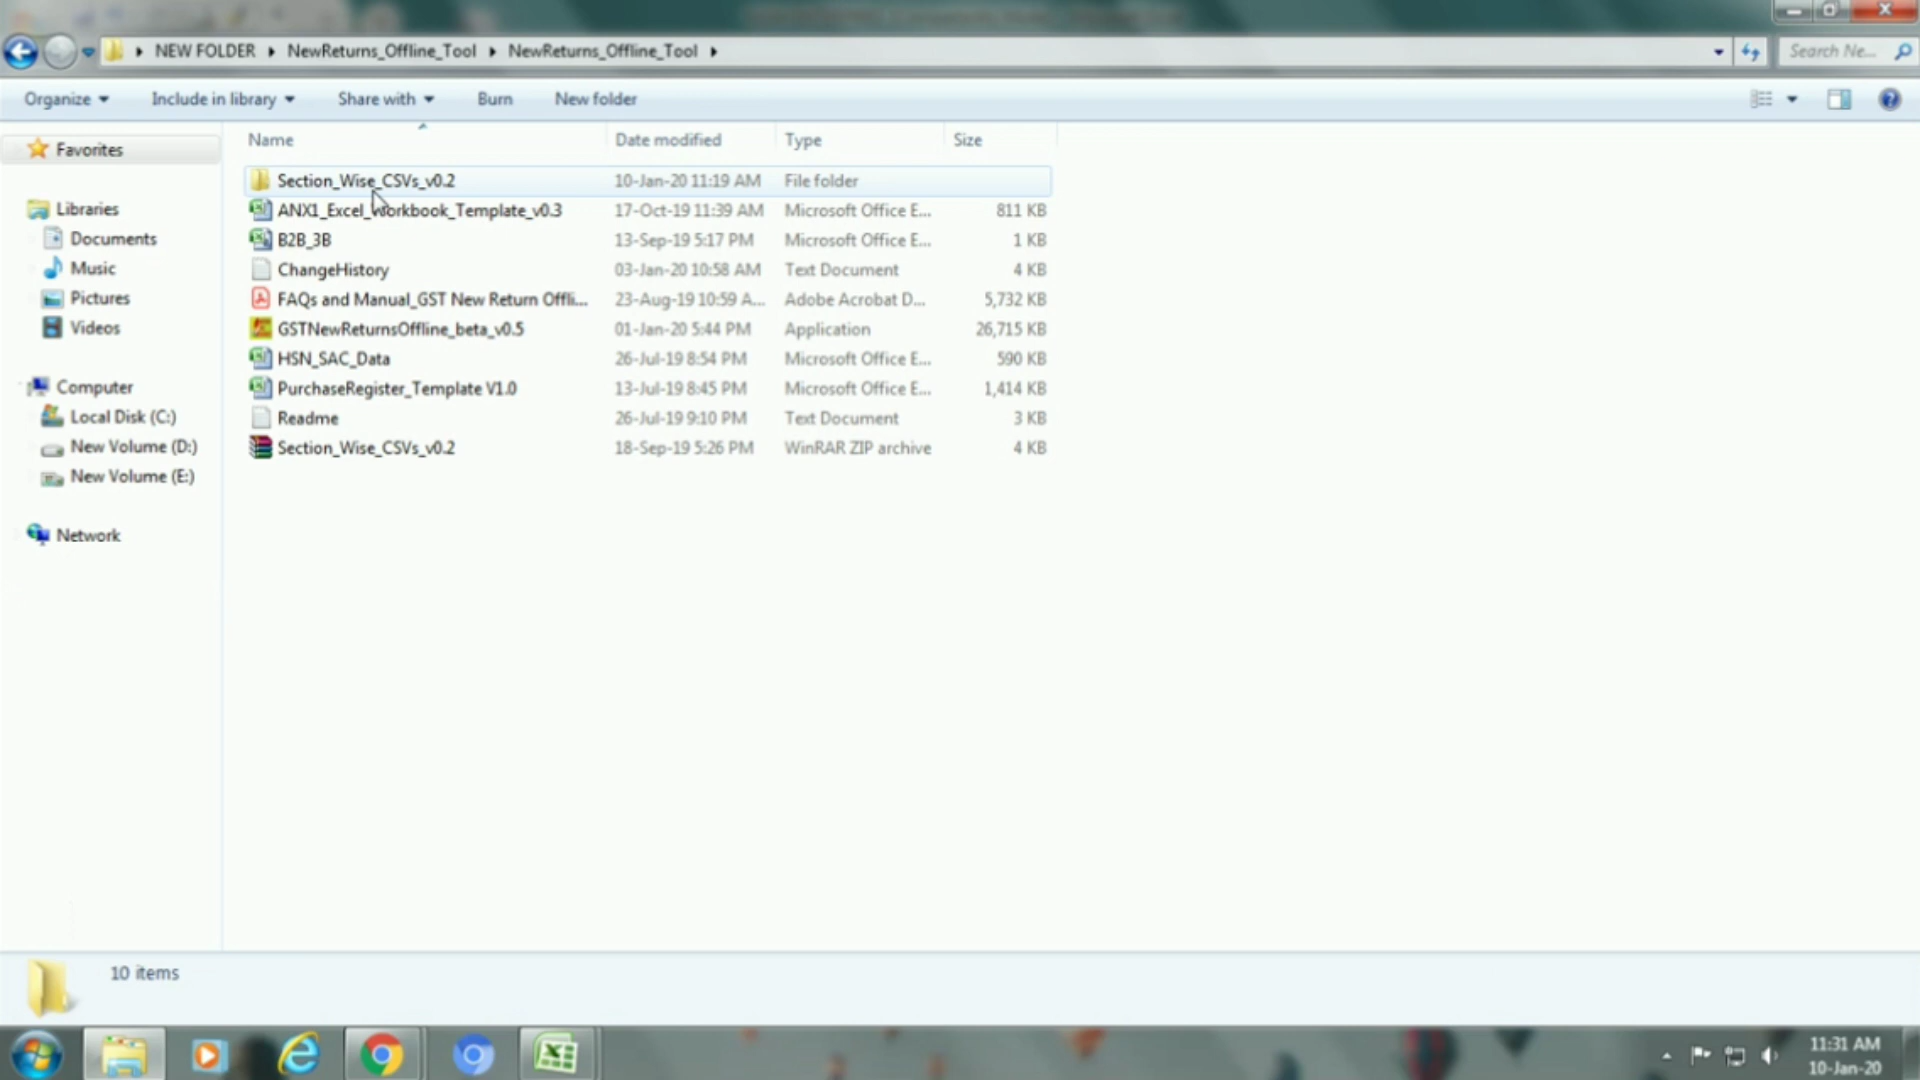 NEW FOLDER NewReturns_Offline_Tool NewReturns_Offline_Tool
Search Ne...
Organize Include in library Share with Burn New folder
Name Date modified Type Size
Favorites
Libraries
Documents
Music
Pictures
Videos
Computer
Local Disk (C:)
New Volume (D:)
New Volume (E:)
Network
Section_Wise_CSVs_v0.2 10-Jan-20 11:19 AM File folder
ANX1_Excel_Workbook_Template_v0.3 17-Oct-19 11:39 AM Microsoft Office E... 811 KB
B2B_3B 13-Sep-19 5:17 PM Microsoft Office E... 1 KB
ChangeHistory 03-Jan-20 10:58 AM Text Document 4 KB
FAQs and Manual_GST New Return Offli... 23-Aug-19 10:59 A... Adobe Acrobat D... 5,732 KB
GSTNewReturnsOffline_beta_v0.5 01-Jan-20 5:44 PM Application 26,715 KB
HSN_SAC_Data 26-Jul-19 8:54 PM Microsoft Office E... 590 KB
PurchaseRegister_Template V1.0 13-Jul-19 8:45 PM Microsoft Office E... 1,414 KB
Readme 26-Jul-19 9:10 PM Text Document 3 KB
Section_Wise_CSVs_v0.2 18-Sep-19 5:26 PM WinRAR ZIP archive 4 KB
10 items
11:31 AM
10-Jan-20